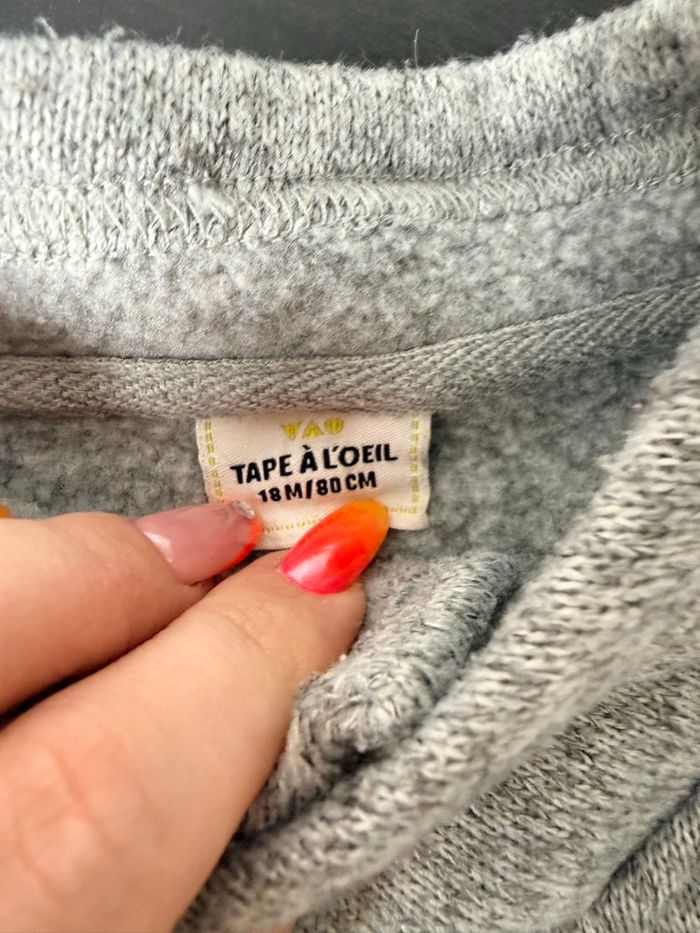 TAO
TAPE À L'OEIL
18 M/80 CM